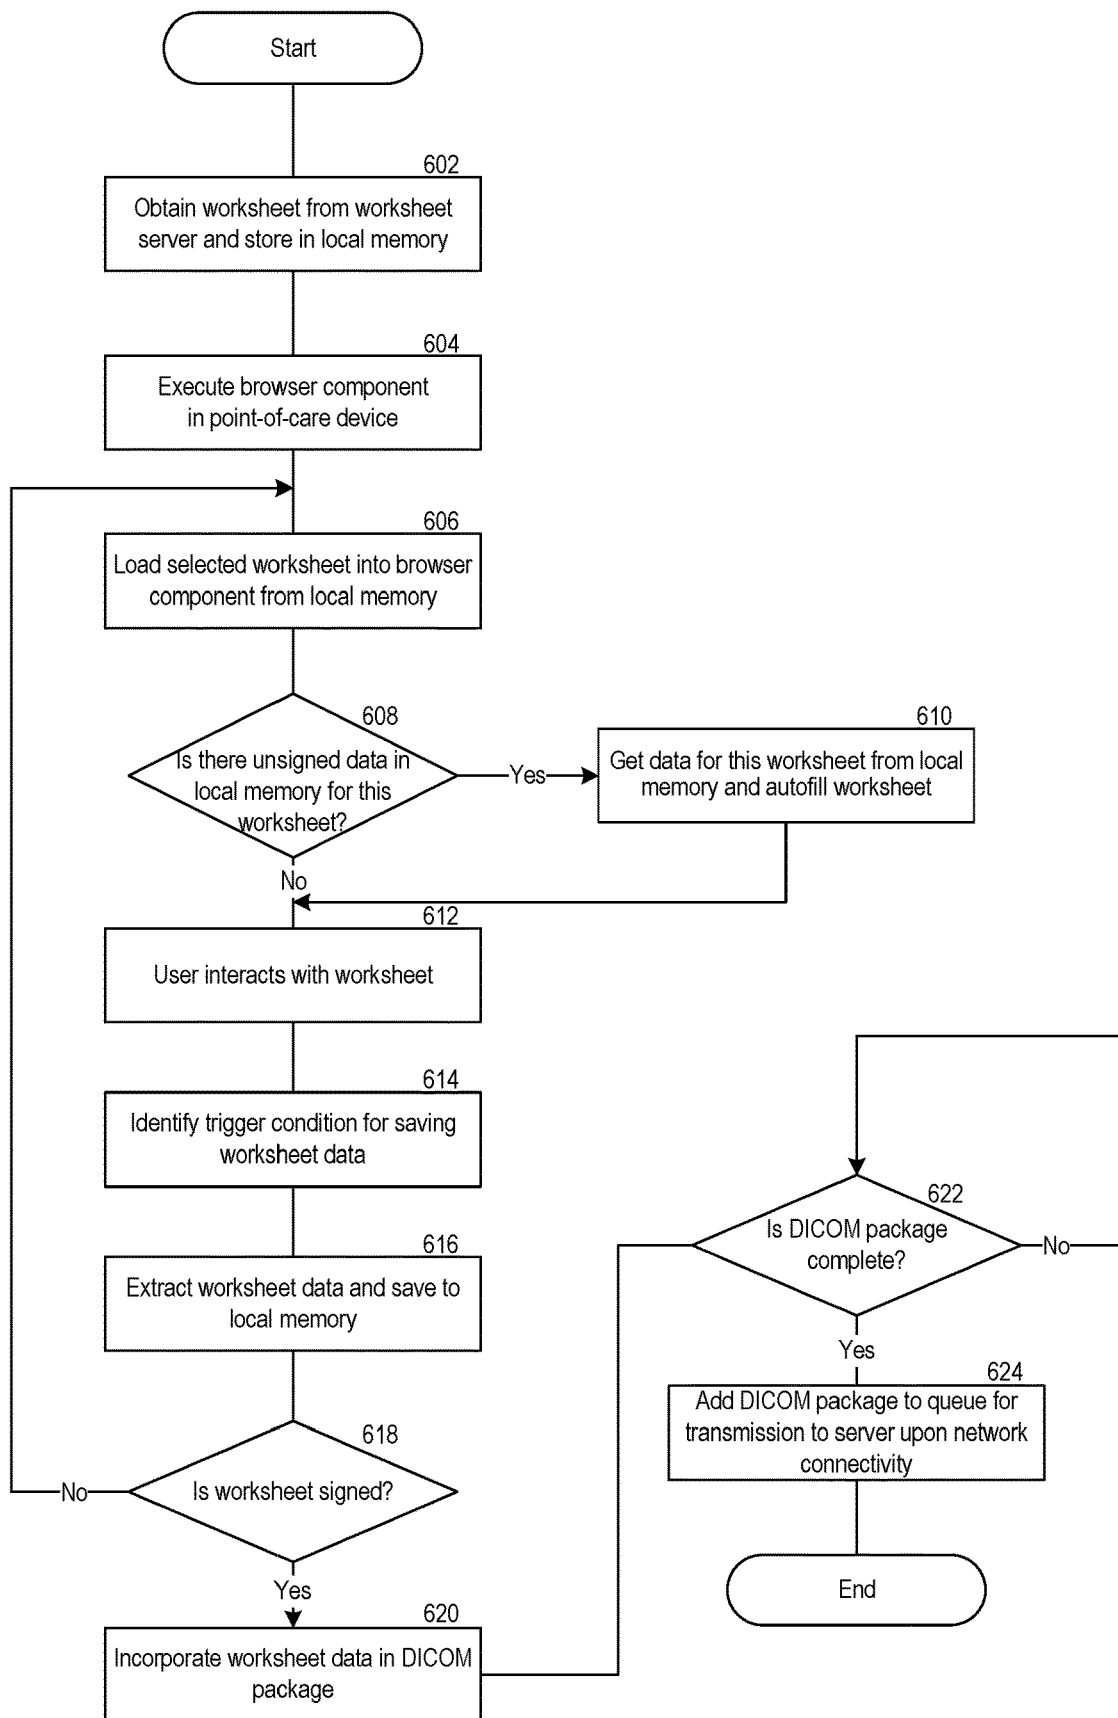 Start
602
Obtain worksheet from worksheet
server and store in local memory
604
Execute browser component
in point-of-care device
606
Load selected worksheet into browser
component from local memory
608
Is there unsigned data in
local memory for this
worksheet?
Yes
610
Get data for this worksheet from local
memory and autofill worksheet
No
612
User interacts with worksheet
614
Identify trigger condition for saving
worksheet data
616
Extract worksheet data and save to
local memory
618
Is worksheet signed?
No
Yes
620
Incorporate worksheet data in DICOM
package
622
Is DICOM package
complete?
No
Yes
624
Add DICOM package to queue for
transmission to server upon network
connectivity
End